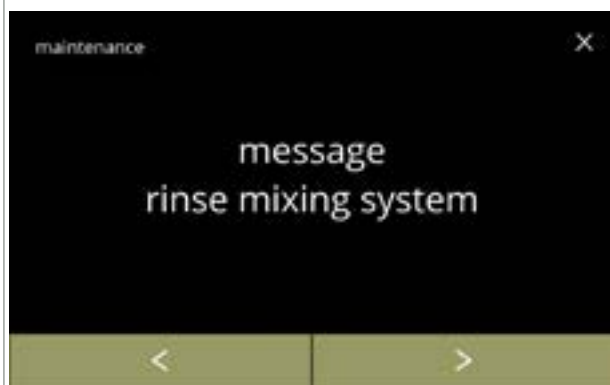 maintenance ×
message
rinse mixing system
< >